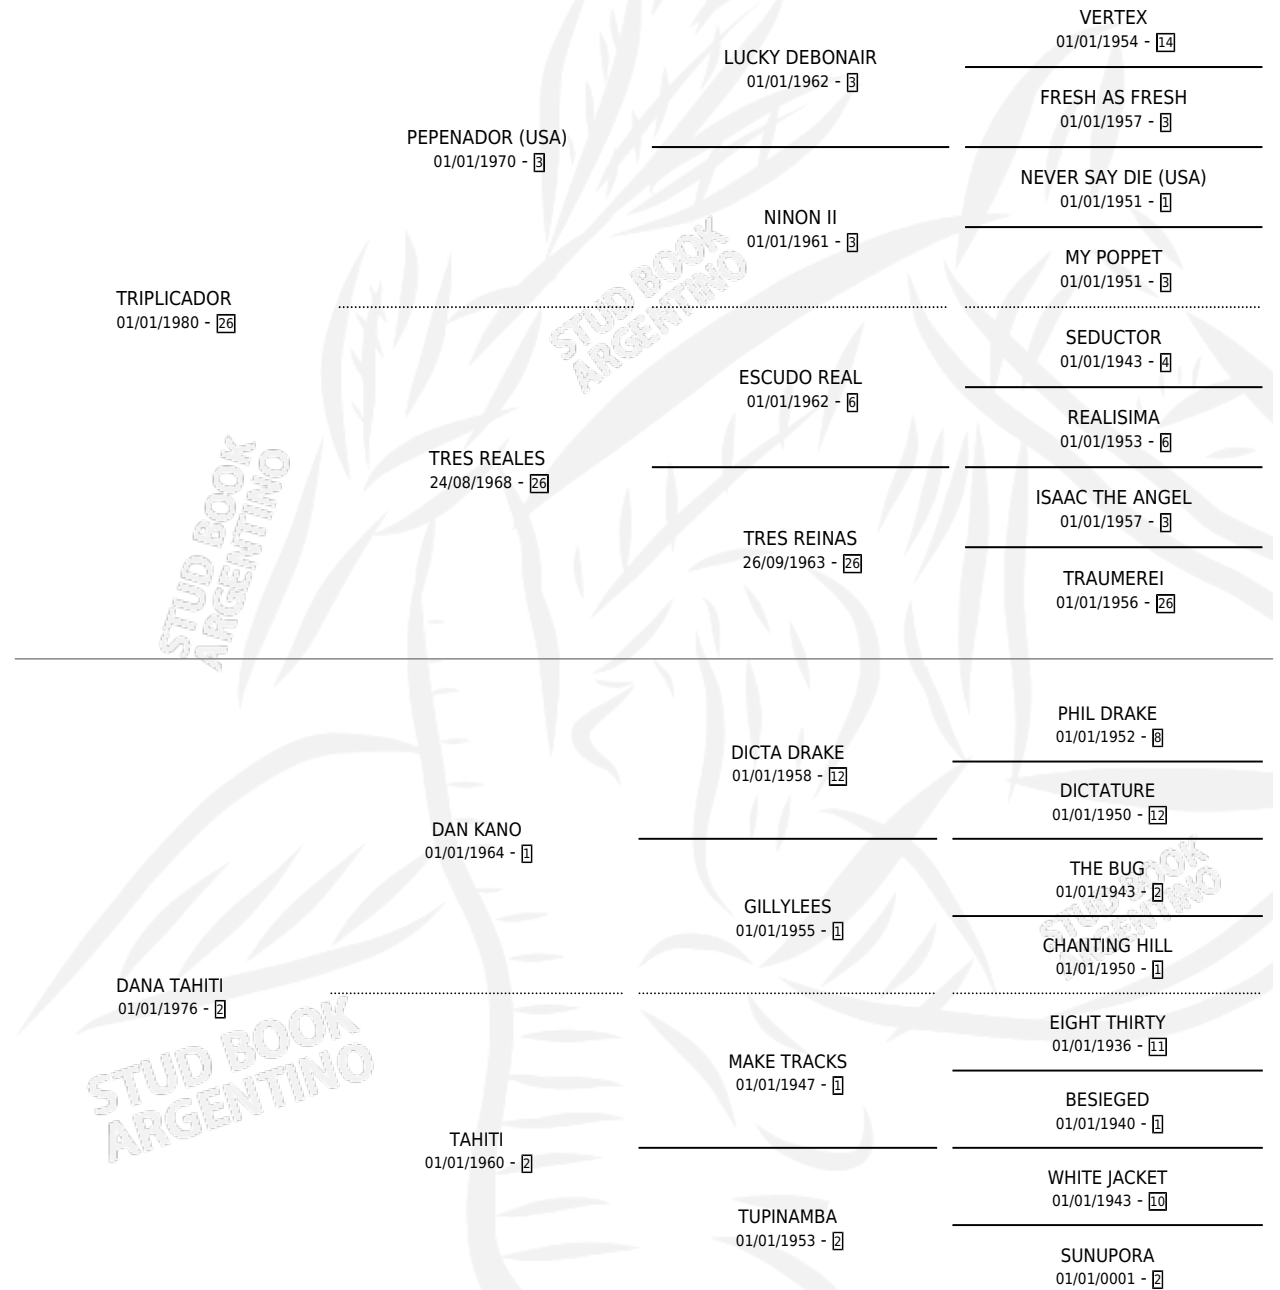 VERTEX
01/01/1954 - 14
LUCKY DEBONAIR
01/01/1962 - 3
FRESH AS FRESH
01/01/1957 - 3
PEPENADOR (USA)
01/01/1970 - 3
NEVER SAY DIE (USA)
01/01/1951 - 1
NINON II
01/01/1961 - 3
MY POPPET
01/01/1951 - 3
TRIPLICADOR
01/01/1980 - 26
SEDUCTOR
01/01/1943 - 4
ESCUDO REAL
01/01/1962 - 6
REALISIMA
01/01/1953 - 6
TRES REALES
24/08/1968 - 26
ISAAC THE ANGEL
01/01/1957 - 3
TRES REINAS
26/09/1963 - 26
TRAUMEREI
01/01/1956 - 26
PHIL DRAKE
01/01/1952 - 8
DICTA DRAKE
01/01/1958 - 12
DICTATURE
01/01/1950 - 12
DAN KANO
01/01/1964 - 1
THE BUG
01/01/1943 - 2
GILLYLEES
01/01/1955 - 1
CHANTING HILL
01/01/1950 - 1
DANA TAHITI
01/01/1976 - 2
EIGHT THIRTY
01/01/1936 - 11
MAKE TRACKS
01/01/1947 - 1
BESIEGED
01/01/1940 - 1
TAHITI
01/01/1960 - 2
WHITE JACKET
01/01/1943 - 10
TUPINAMBA
01/01/1953 - 2
SUNUPORA
01/01/0001 - 2
STUD BOOK
ARGENTINO
STUD BOOK
ARGENTINO
STUD BOOK
ARGENTINO
STUD BOOK
ARGENTINO